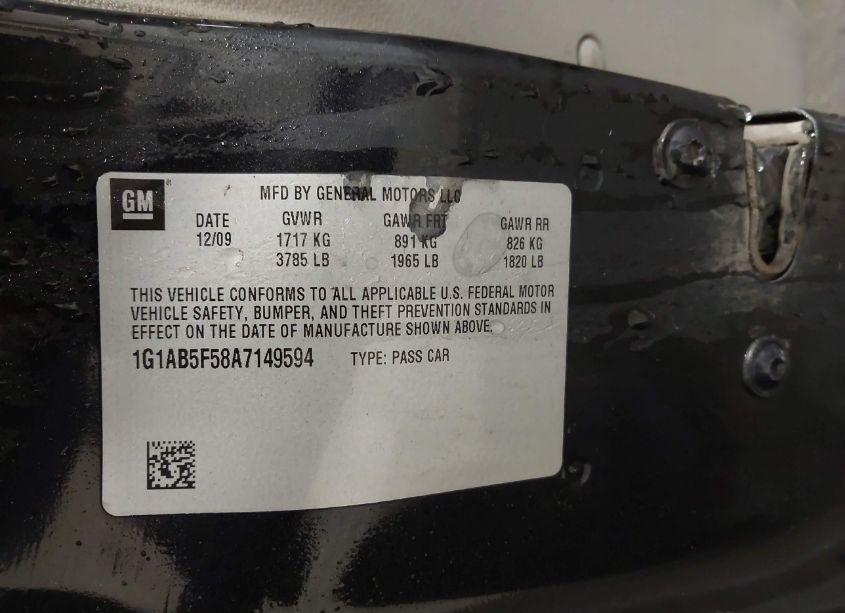 GM
MFD BY GENERAL MOTORS LLC
DATE GVWR GAWR FRT GAWR RR
12/09 1717 KG 891 KG 826 KG
3785 LB 1965 LB 1820 LB
THIS VEHICLE CONFORMS TO ALL APPLICABLE U.S. FEDERAL MOTOR
VEHICLE SAFETY, BUMPER, AND THEFT PREVENTION STANDARDS IN
EFFECT ON THE DATE OF MANUFACTURE SHOWN ABOVE.
1G1AB5F58A7149594 TYPE: PASS CAR